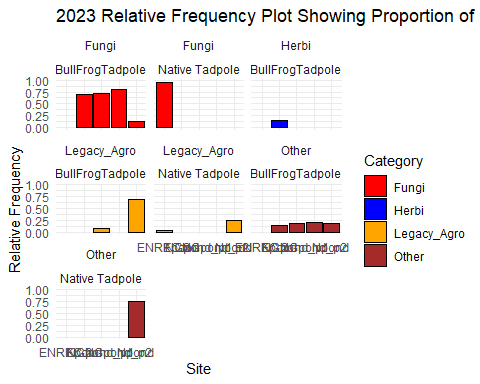 2023 Relative Frequency Plot Showing Proportion of
Fungi Fungi Herbi
BullFrogTadpole Native Tadpole BullFrogTadpole
1.00
0.75
0.50
0.25
0.00
Legacy_Agro Legacy_Agro Other
BullFrogTadpole Native Tadpole BullFrogTadpole
1.00
0.75
0.50
0.25
0.00
Other
Native Tadpole
1.00
0.75
0.50
0.25
0.00
Relative Frequency
Site
Category
Fungi
Herbi
Legacy_Agro
Other